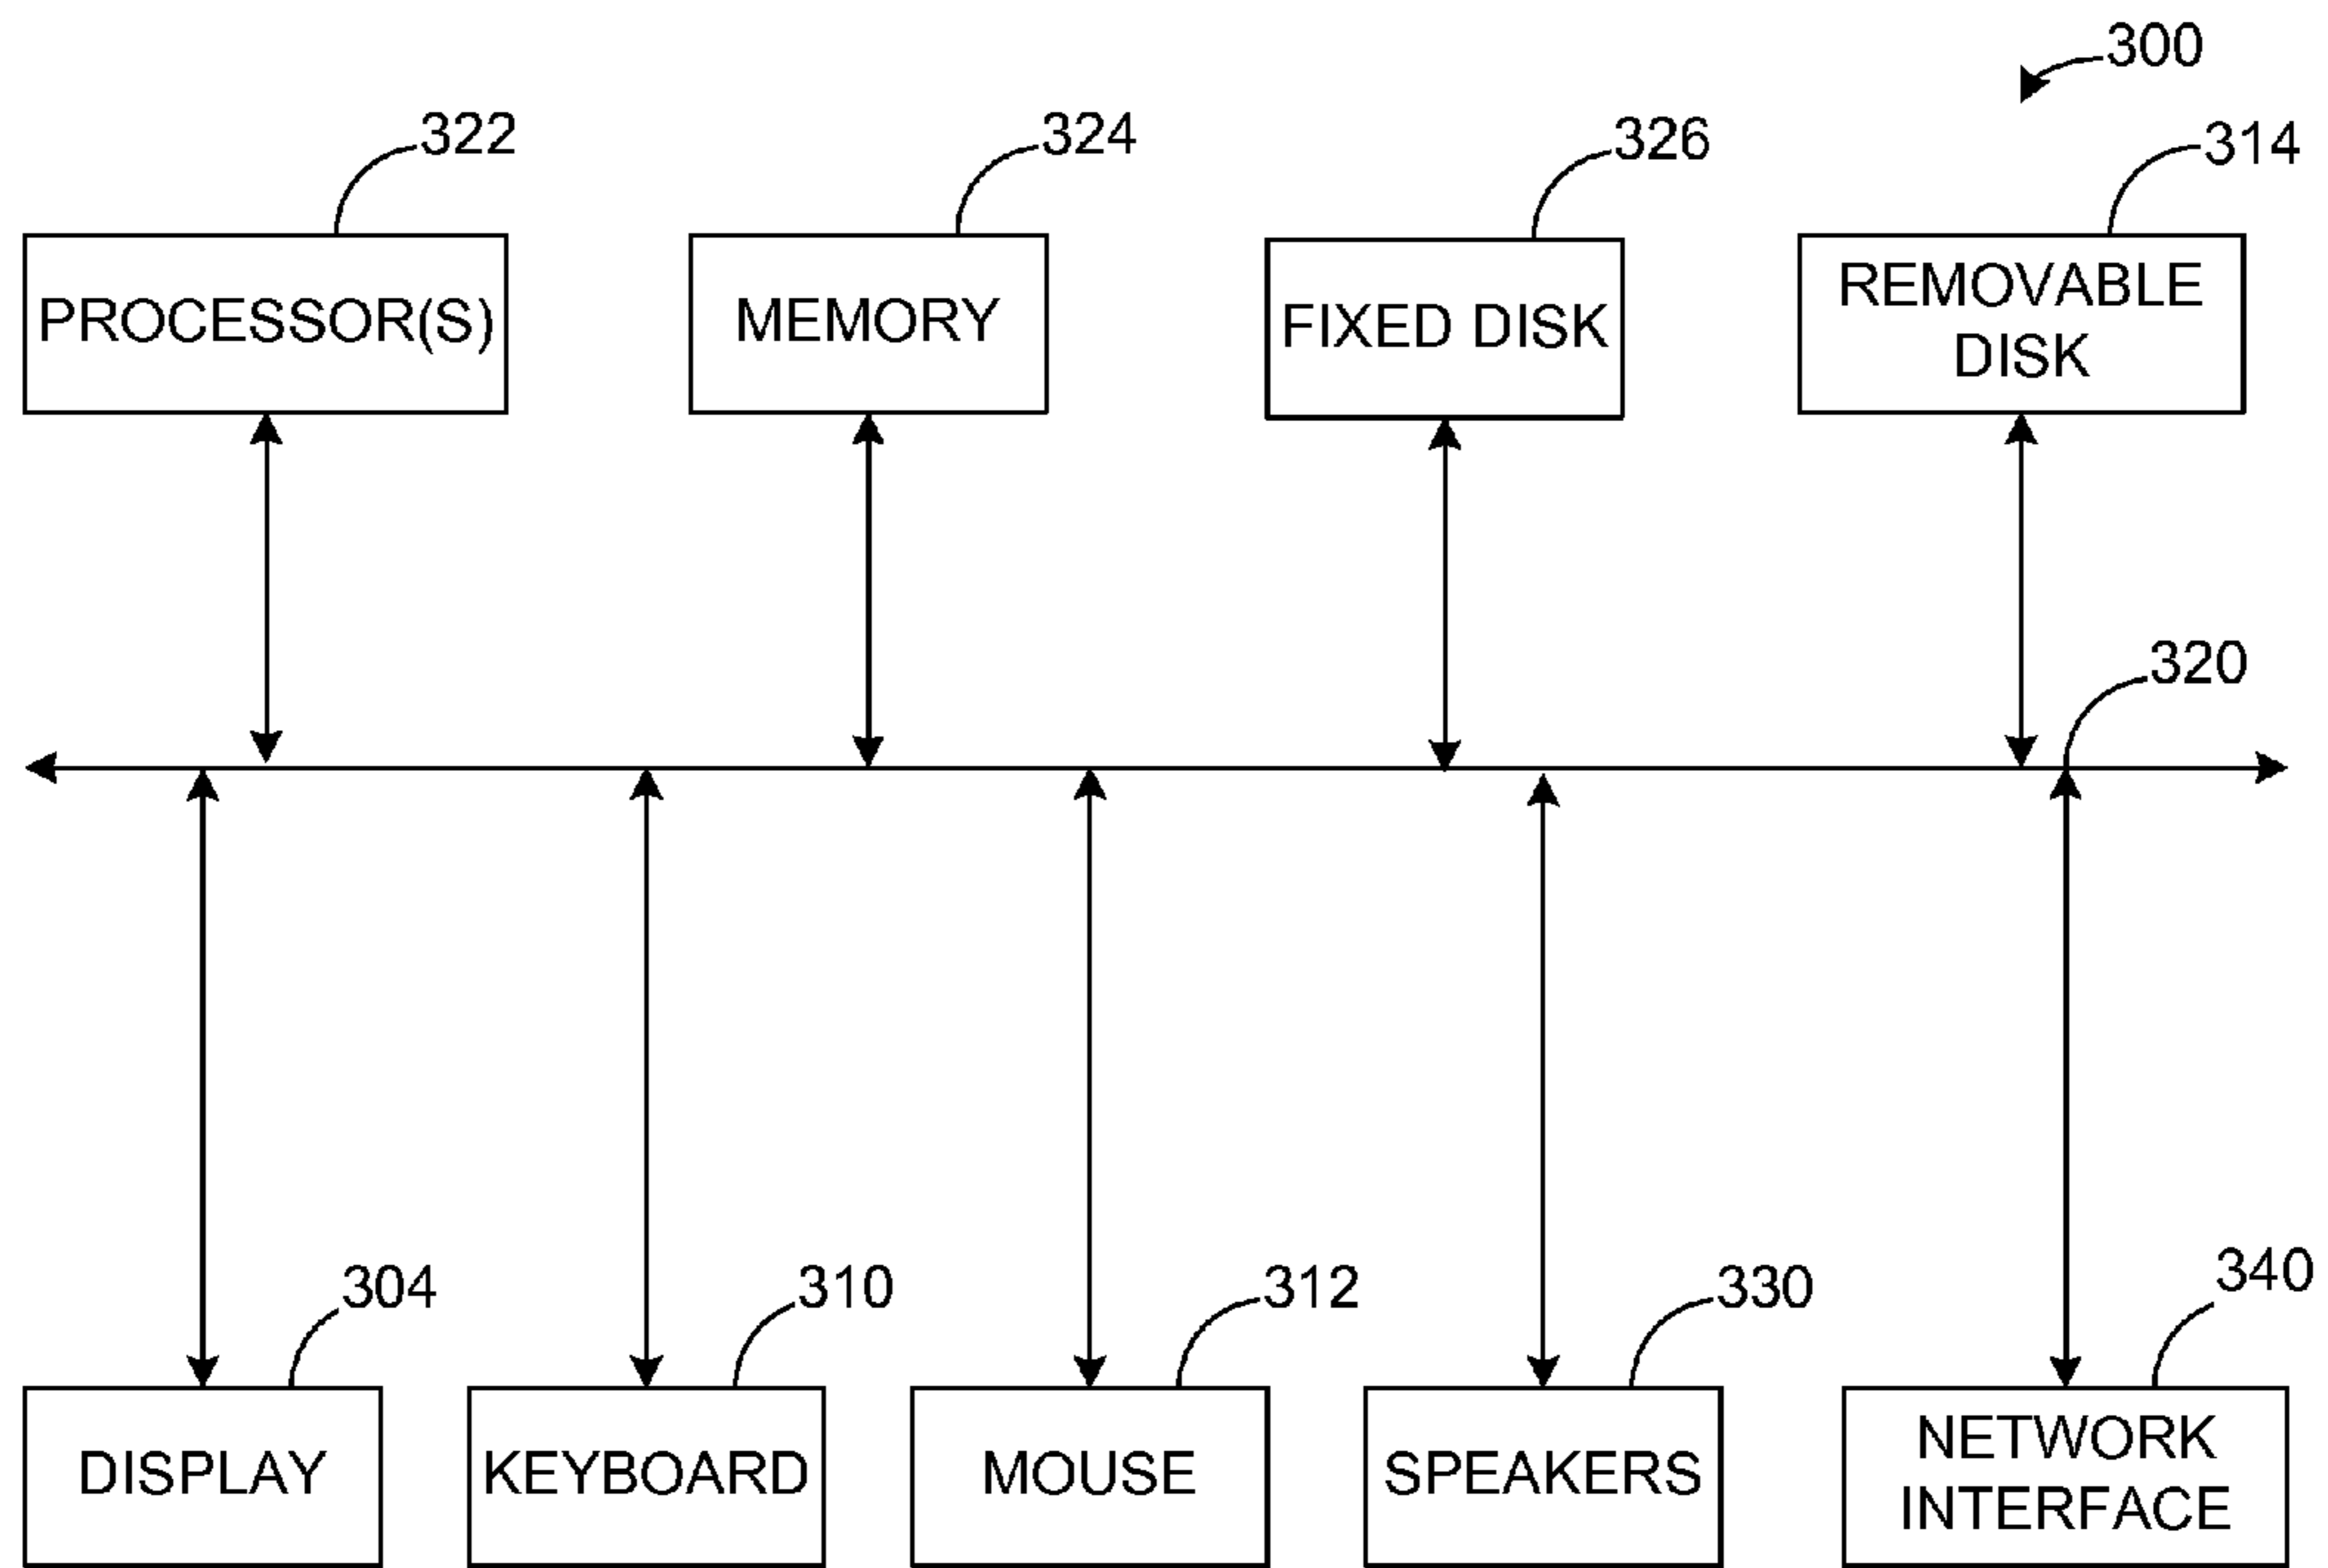 300
322
324
326
314
PROCESSOR(S)
MEMORY
FIXED DISK
REMOVABLE
DISK
320
304
310
312
330
340
DISPLAY
KEYBOARD
MOUSE
SPEAKERS
NETWORK
INTERFACE